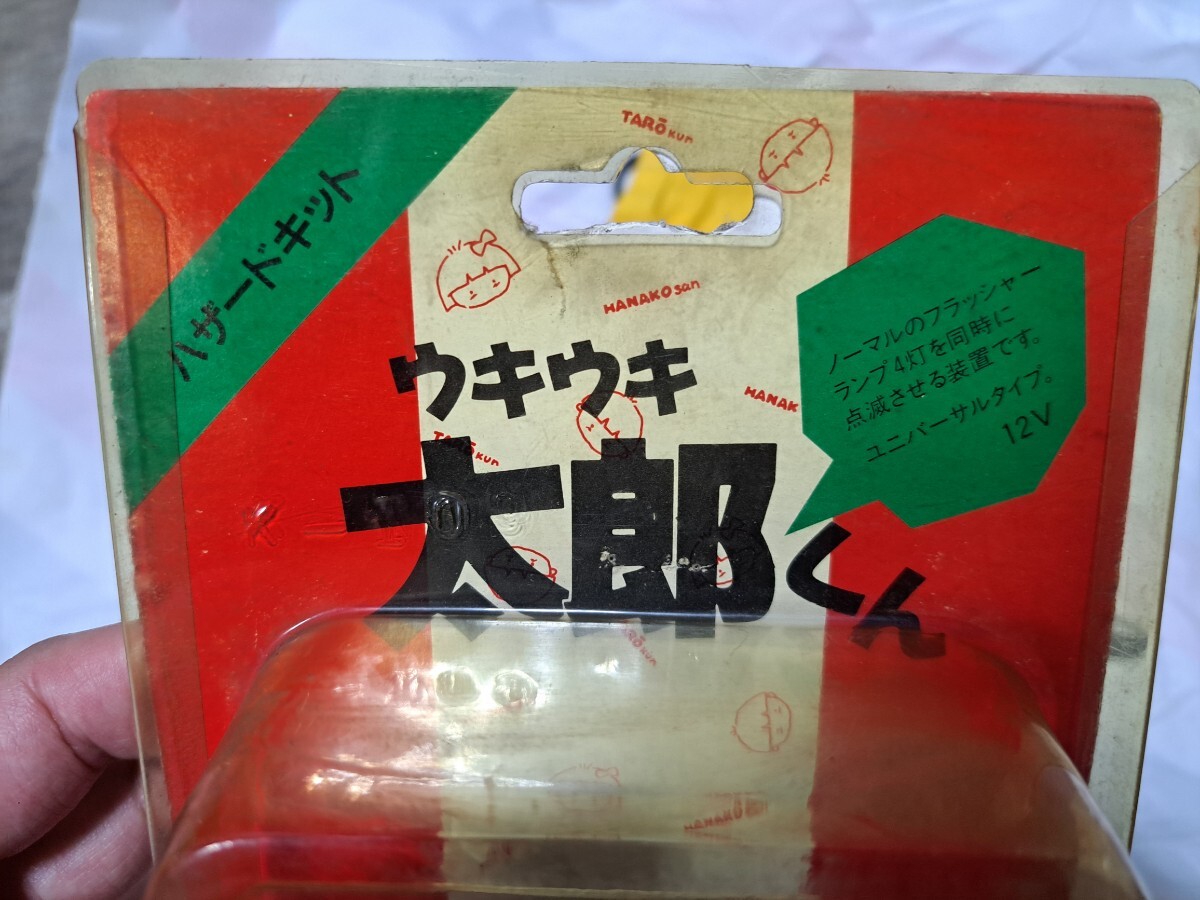 ハザードキット
TARŌ kun
HANAKO san
ウキウキ
HANAK
TARŌ kun
太郎くん
ノーマルのフラッシャー
ランプ4灯を同時に
点滅させる装置です。
ユニバーサルタイプ。
12V
TARŌ kun
HANAKO